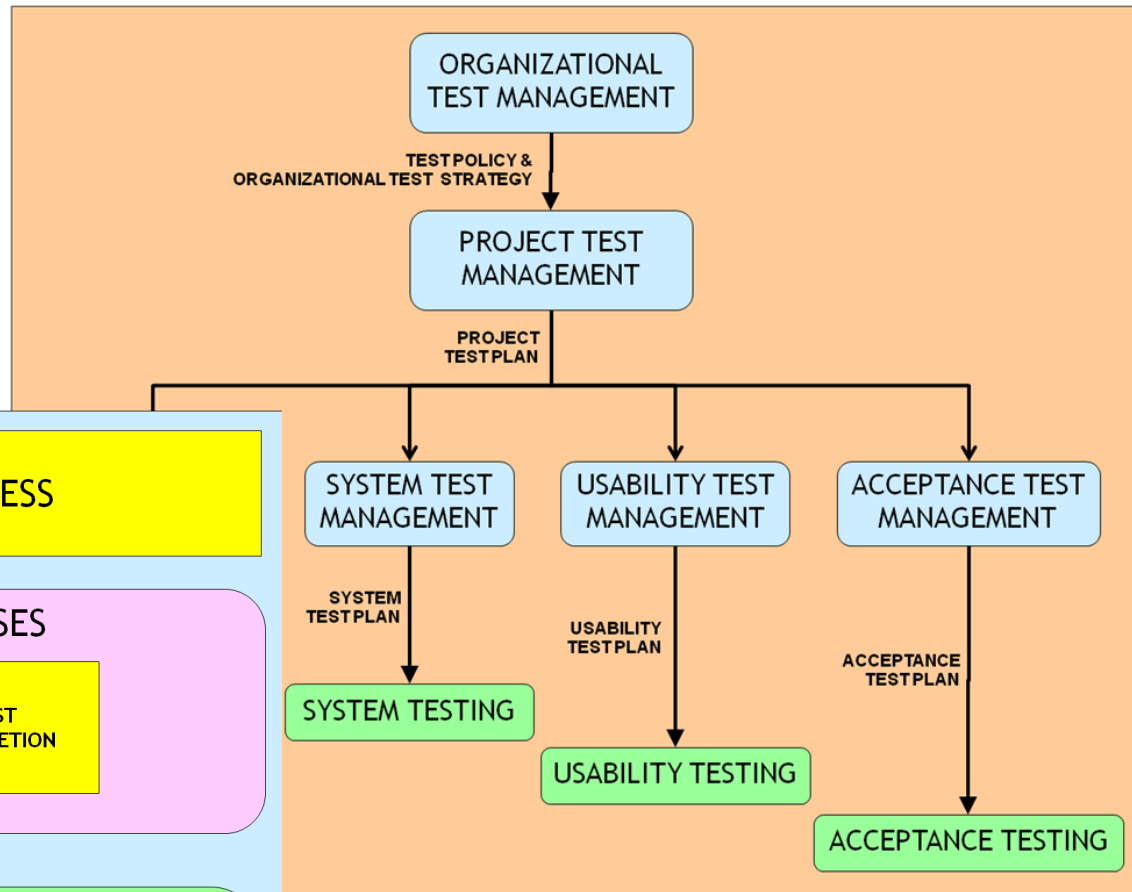 ORGANIZATIONAL
TEST MANAGEMENT
TEST POLICY &
ORGANIZATIONAL TEST STRATEGY
PROJECT TEST
MANAGEMENT
PROJECT
TEST PLAN
ESS
SYSTEM TEST
MANAGEMENT
USABILITY TEST
MANAGEMENT
ACCEPTANCE TEST
MANAGEMENT
SES
SYSTEM
TEST PLAN
USABILITY
TEST PLAN
ACCEPTANCE
TEST PLAN
ST
ETION
SYSTEM TESTING
USABILITY TESTING
ACCEPTANCE TESTING